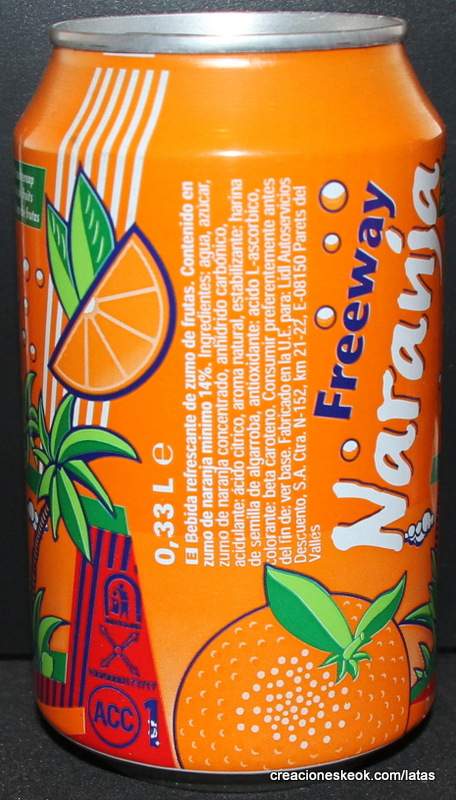 0,33 L e
E Bebida refrescante de zumo de frutas. Contenido en
zumo de naranja mínimo 14%. Ingredientes: agua, azúcar,
zumo de naranja concentrado, anhídrido carbónico,
acidulante: ácido cítrico, aroma natural, estabilizante: harina
de semilla de algarroba, antioxidante: ácido L-ascorbico,
colorante: beta caroteno. Consumir preferentemente antes
del fin de: ver base. Fabricado en la U.E. para: Lidl Autoservicios
Descuento, S.A. Ctra. N-152, km 21-22, E-08150 Parets del
Valles
Freeway
Naranja
ACC
creacioneskeok.com/latas